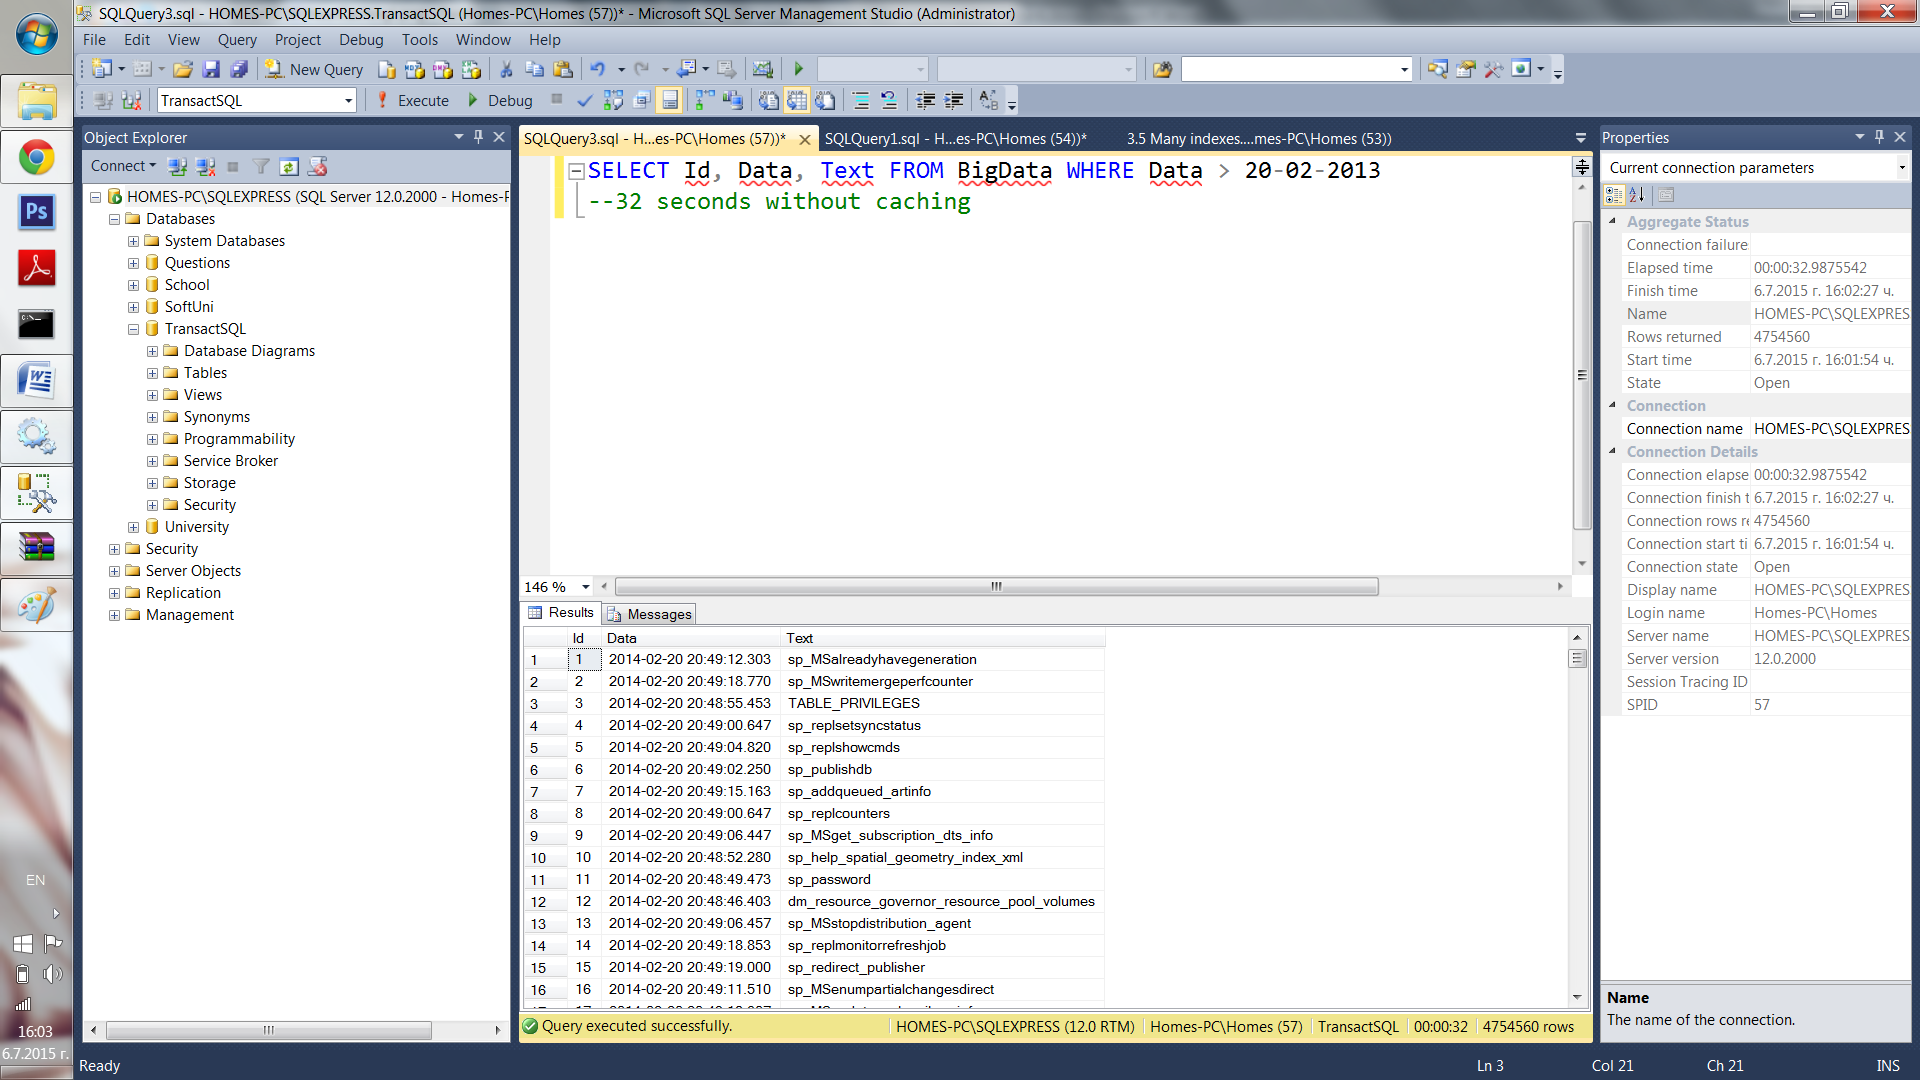 SQLQuery3.sql - HOMES-PC\SQLEXPRESS.TransactSQL (Homes-PC\Homes (57))* - Microsoft SQL Server Management Studio (Administrator)
File Edit View Query Project Debug Tools Window Help
New Query
TransactSQL Execute Debug
Object Explorer
Connect
HOMES-PC\SQLEXPRESS (SQL Server 12.0.2000 - Homes-P
Databases
System Databases
Questions
School
SoftUni
TransactSQL
Database Diagrams
Tables
Views
Synonyms
Programmability
Service Broker
Storage
Security
University
Security
Server Objects
Replication
Management
SQLQuery3.sql - H...es-PC\Homes (57))* SQLQuery1.sql - H...es-PC\Homes (54))* 3.5 Many indexes....mes-PC\Homes (53))
SELECT Id, Data, Text FROM BigData WHERE Data > 20-02-2013
--32 seconds without caching
146 %
Results Messages
Id Data Text
1 1 2014-02-20 20:49:12.303 sp_MSalreadyhavegeneration
2 2 2014-02-20 20:49:18.770 sp_MSwritemergeperfcounter
3 3 2014-02-20 20:48:55.453 TABLE_PRIVILEGES
4 4 2014-02-20 20:49:00.647 sp_replsetsyncstatus
5 5 2014-02-20 20:49:04.820 sp_replshowcmds
6 6 2014-02-20 20:49:02.250 sp_publishdb
7 7 2014-02-20 20:49:15.163 sp_addqueued_artinfo
8 8 2014-02-20 20:49:00.647 sp_replcounters
9 9 2014-02-20 20:49:06.447 sp_MSget_subscription_dts_info
10 10 2014-02-20 20:48:52.280 sp_help_spatial_geometry_index_xml
11 11 2014-02-20 20:48:49.473 sp_password
12 12 2014-02-20 20:48:46.403 dm_resource_governor_resource_pool_volumes
13 13 2014-02-20 20:49:06.457 sp_MSstopdistribution_agent
14 14 2014-02-20 20:49:18.853 sp_replmonitorrefreshjob
15 15 2014-02-20 20:49:19.000 sp_redirect_publisher
16 16 2014-02-20 20:49:11.510 sp_MSenumpartialchangesdirect
Query executed successfully. HOMES-PC\SQLEXPRESS (12.0 RTM) Homes-PC\Homes (57) TransactSQL 00:00:32 4754560 rows
Properties
Current connection parameters
Aggregate Status
Connection failure
Elapsed time 00:00:32.9875542
Finish time 6.7.2015 г. 16:02:27 ч.
Name HOMES-PC\SQLEXPRES
Rows returned 4754560
Start time 6.7.2015 г. 16:01:54 ч.
State Open
Connection
Connection name HOMES-PC\SQLEXPRES
Connection Details
Connection elapse 00:00:32.9875542
Connection finish t 6.7.2015 г. 16:02:27 ч.
Connection rows re 4754560
Connection start ti 6.7.2015 г. 16:01:54 ч.
Connection state Open
Display name HOMES-PC\SQLEXPRES
Login name Homes-PC\Homes
Server name HOMES-PC\SQLEXPRES
Server version 12.0.2000
Session Tracing ID
SPID 57
Name
The name of the connection.
Ps
EN
16:03
6.7.2015 г.
Ready Ln 3 Col 21 Ch 21 INS